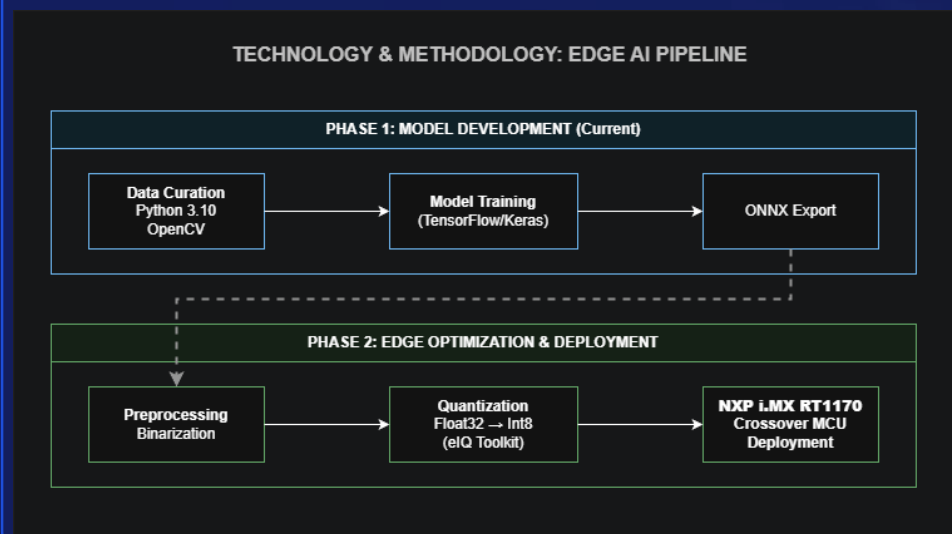 TECHNOLOGY & METHODOLOGY: EDGE AI PIPELINE
PHASE 1: MODEL DEVELOPMENT (Current)
Data Curation
Python 3.10
OpenCV
Model Training
(TensorFlow/Keras)
ONNX Export
PHASE 2: EDGE OPTIMIZATION & DEPLOYMENT
Preprocessing
Binarization
Quantization
Float32 → Int8
(eIQ Toolkit)
NXP i.MX RT1170
Crossover MCU
Deployment